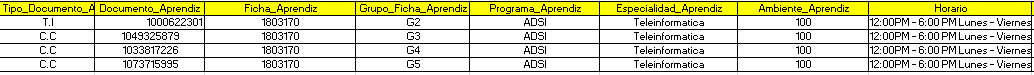 Tipo_Documento_A Documento_Aprendiz Ficha_Aprendiz Grupo_Ficha_Aprendiz Programa_Aprendiz Especialidad_Aprendiz Ambiente_Aprendiz Horario
T.I 1000622301 1803170 G2 ADSI Teleinformatica 100 12:00PM - 6:00 PM Lunes - Viernes
C.C 1049325879 1803170 G3 ADSI Teleinformatica 100 12:00PM - 6:00 PM Lunes - Viernes
C.C 1033817226 1803170 G4 ADSI Teleinformatica 100 12:00PM - 6:00 PM Lunes - Viernes
C.C 1073715995 1803170 G5 ADSI Teleinformatica 100 12:00PM - 6:00 PM Lunes - Viernes